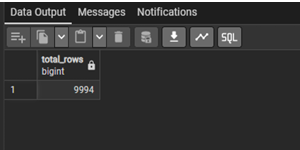 Data Output Messages Notifications
SQL
total_rows
bigint
1 9994